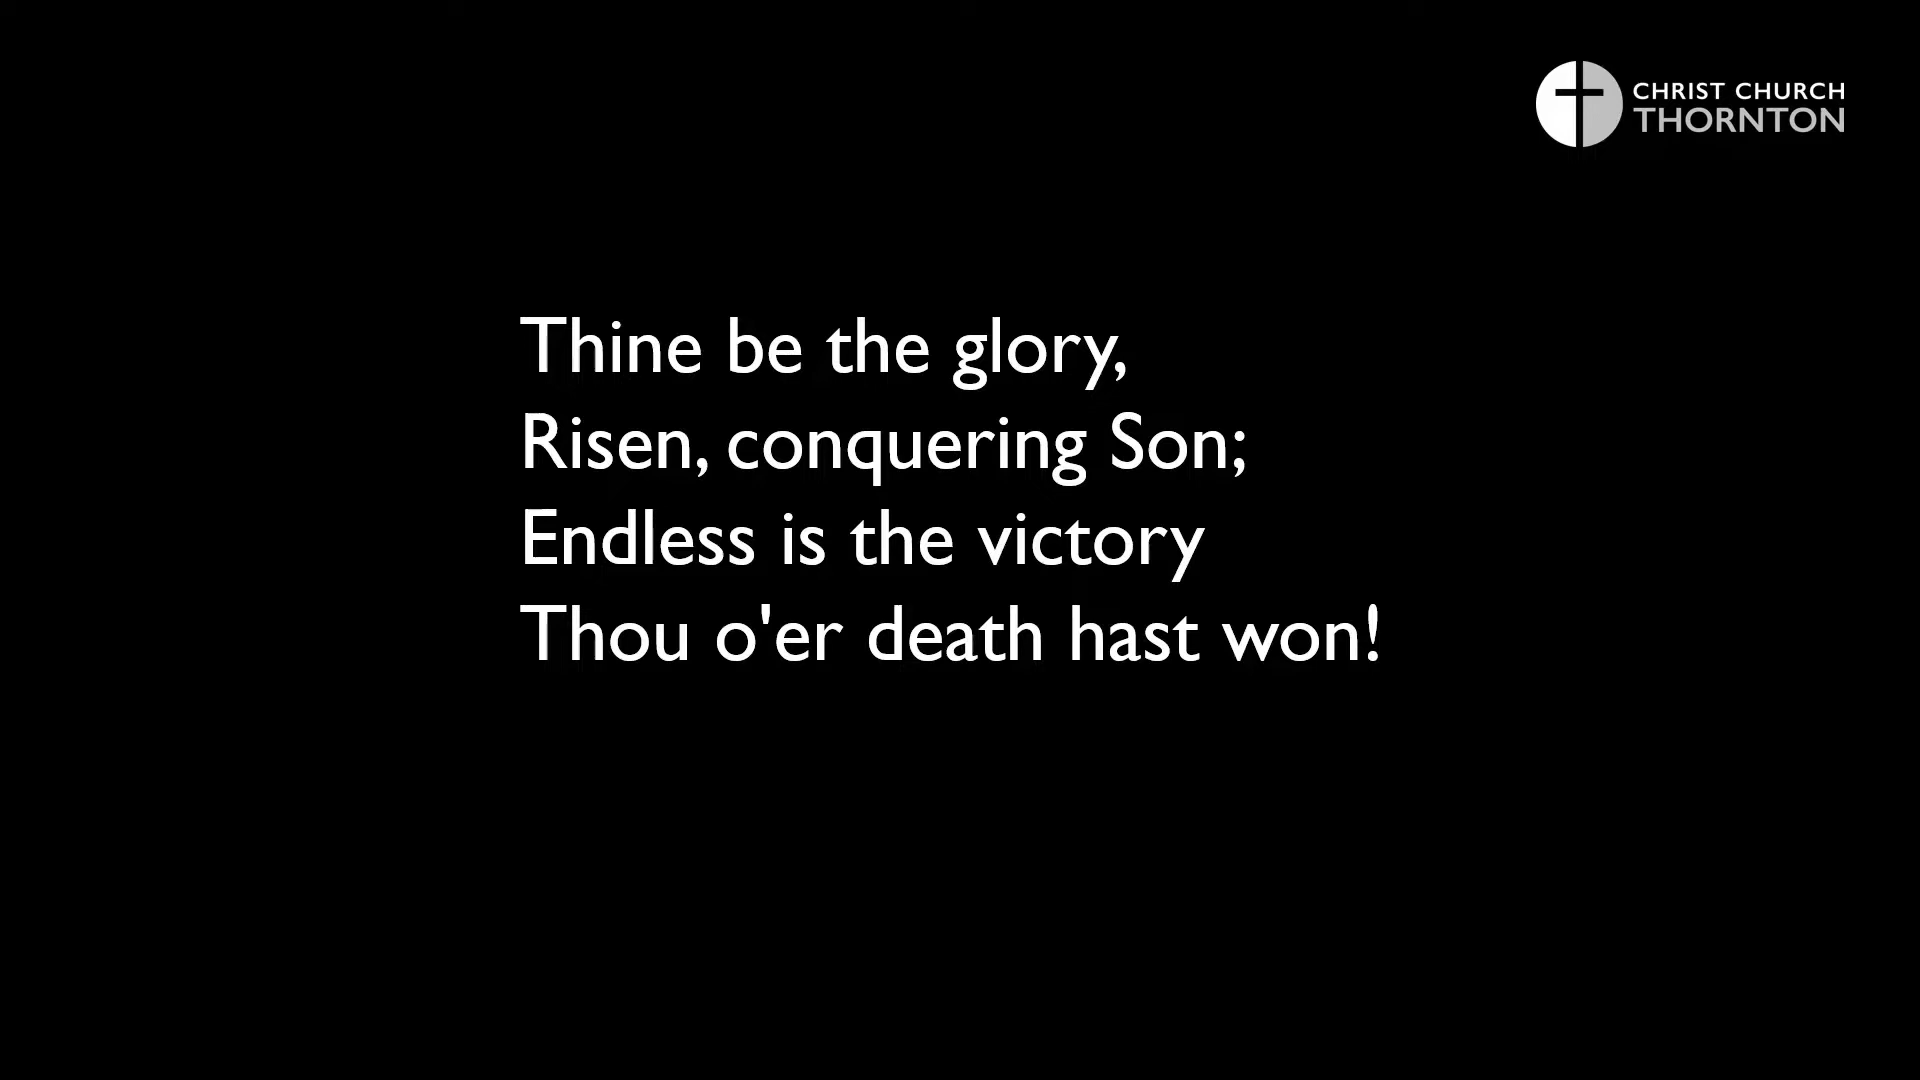 CHRIST CHURCH
THORNTON
Thine be the glory,
Risen, conquering Son;
Endless is the victory
Thou o'er death hast won!